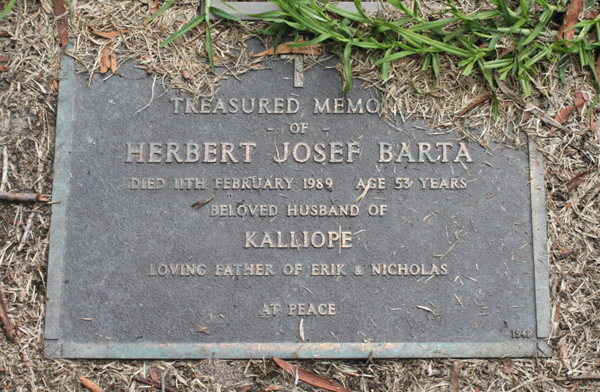 TREASURED MEMO
- OF -
HERBERT JOSEF BARTA
DIED 11TH FEBRUARY 1989 AGE 53 YEARS
BELOVED HUSBAND OF
KALLIOPE
LOVING FATHER OF ERIK & NICHOLAS
AT PEACE